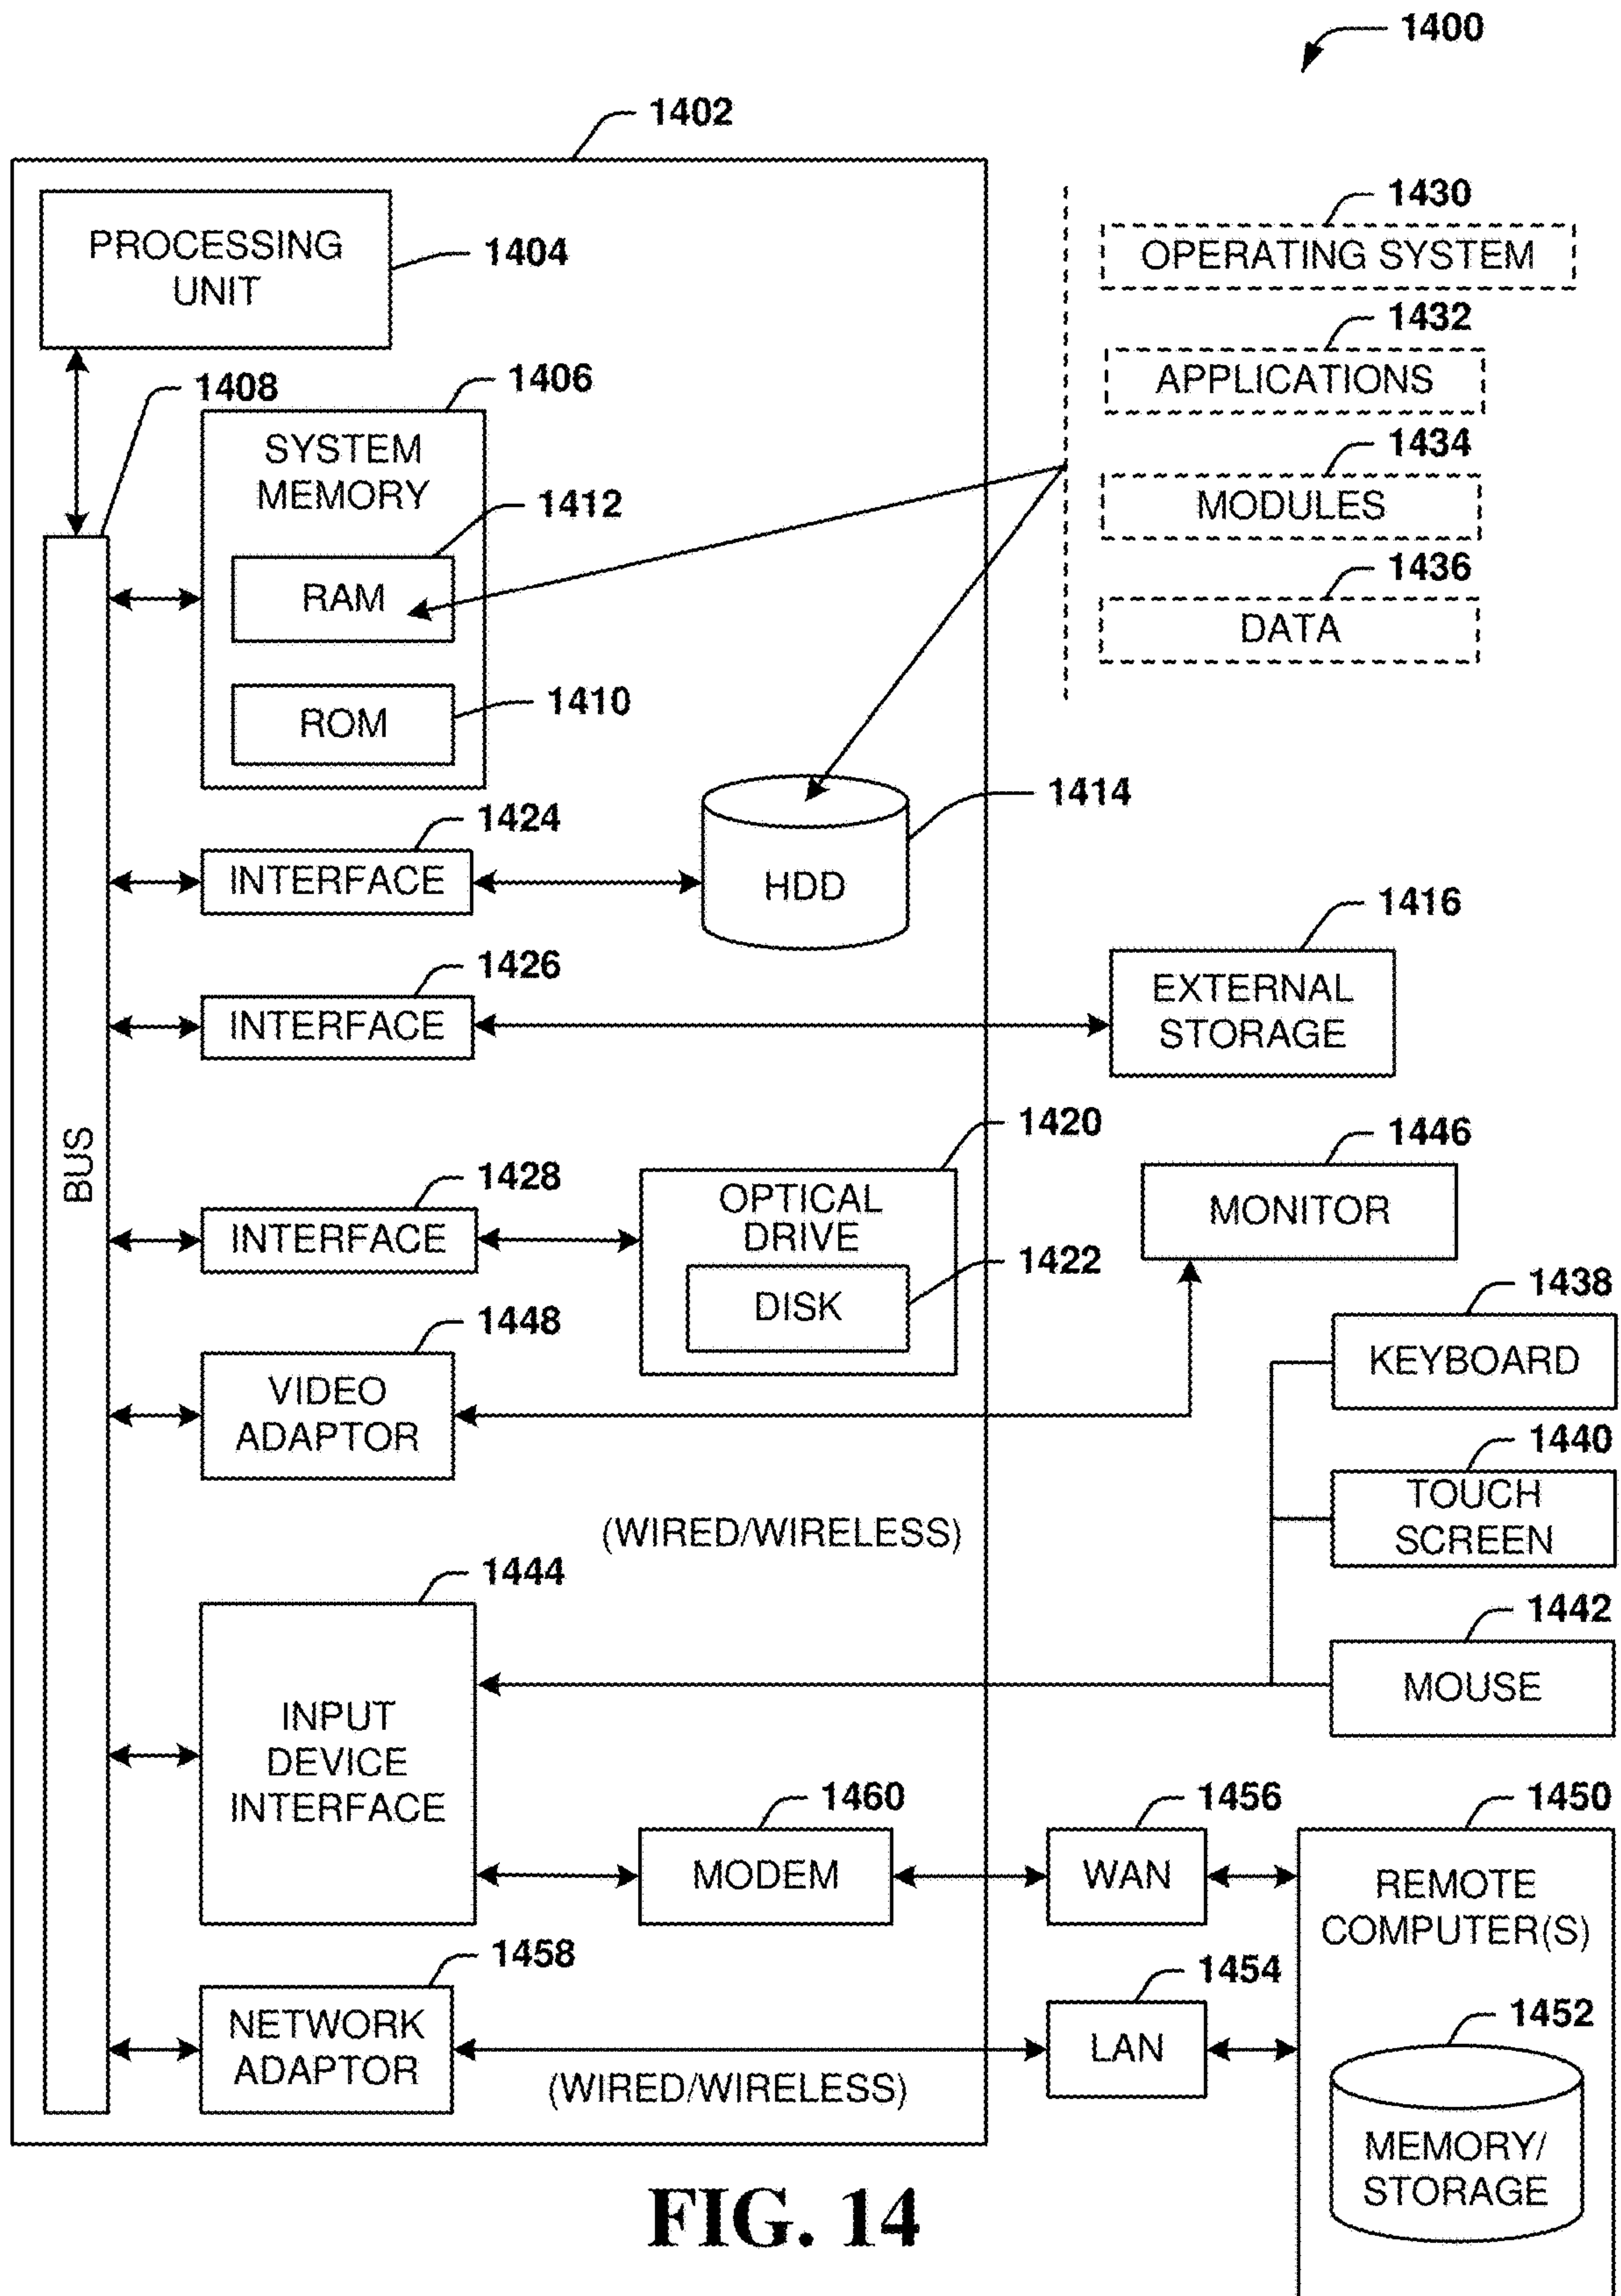 1400
1402
PROCESSING
UNIT
1404
1430
OPERATING SYSTEM
1432
APPLICATIONS
1434
MODULES
1436
DATA
1408
1406
SYSTEM
MEMORY
1412
RAM
1410
ROM
1424
INTERFACE
1414
HDD
1426
INTERFACE
1416
EXTERNAL
STORAGE
BUS
1428
INTERFACE
1420
OPTICAL
DRIVE
1422
DISK
1446
MONITOR
1448
VIDEO
ADAPTOR
1438
KEYBOARD
1440
TOUCH
SCREEN
(WIRED/WIRELESS)
1444
INPUT
DEVICE
INTERFACE
1442
MOUSE
1460
MODEM
1456
WAN
1450
REMOTE
COMPUTER(S)
1458
NETWORK
ADAPTOR
(WIRED/WIRELESS)
1454
LAN
1452
MEMORY/
STORAGE
FIG. 14